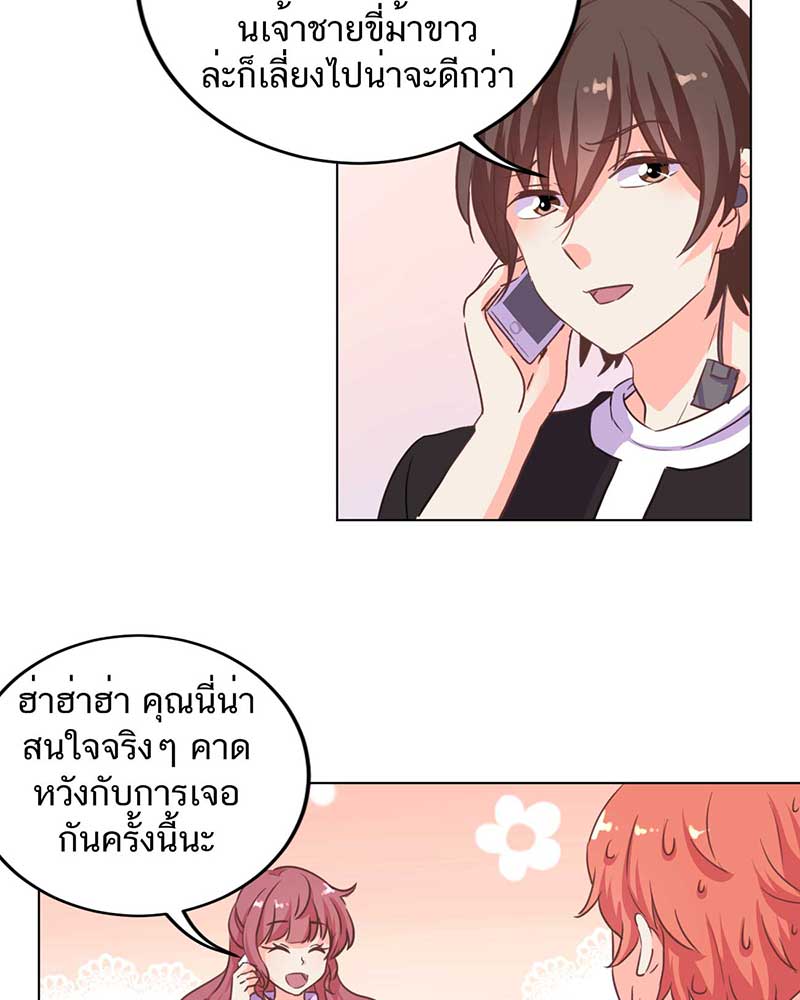 นเจ้าชายขี่ม้าขาว
ล่ะก็เลี่ยงไปน่าจะดีกว่า
ฮ่าฮ่าฮ่า คุณนี่น่า
สนใจจริงๆ คาด
หวังกับการเจอ
กันครั้งนี้นะ